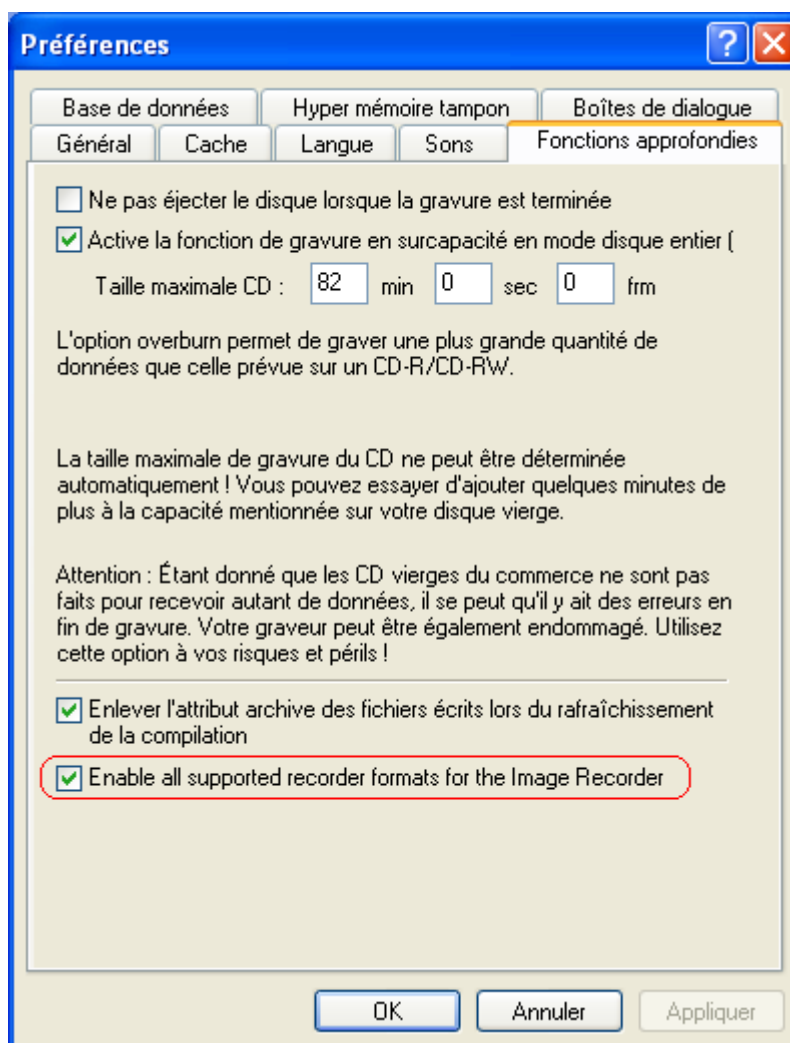 Préférences
Base de données
Hyper mémoire tampon
Boîtes de dialogue
Général
Cache
Langue
Sons
Fonctions approfondies
Ne pas éjecter le disque lorsque la gravure est terminée
Active la fonction de gravure en surcapacité en mode disque entier (
Taille maximale CD : 82 min 0 sec 0 frm
L'option overburn permet de graver une plus grande quantité de
données que celle prévue sur un CD-R/CD-RW.
La taille maximale de gravure du CD ne peut être déterminée
automatiquement ! Vous pouvez essayer d'ajouter quelques minutes de
plus à la capacité mentionnée sur votre disque vierge.
Attention : Étant donné que les CD vierges du commerce ne sont pas
faits pour recevoir autant de données, il se peut qu'il y ait des erreurs en
fin de gravure. Votre graveur peut être également endommagé. Utilisez
cette option à vos risques et périls !
Enlever l'attribut archive des fichiers écrits lors du rafraîchissement
de la compilation
Enable all supported recorder formats for the Image Recorder
OK
Annuler
Appliquer